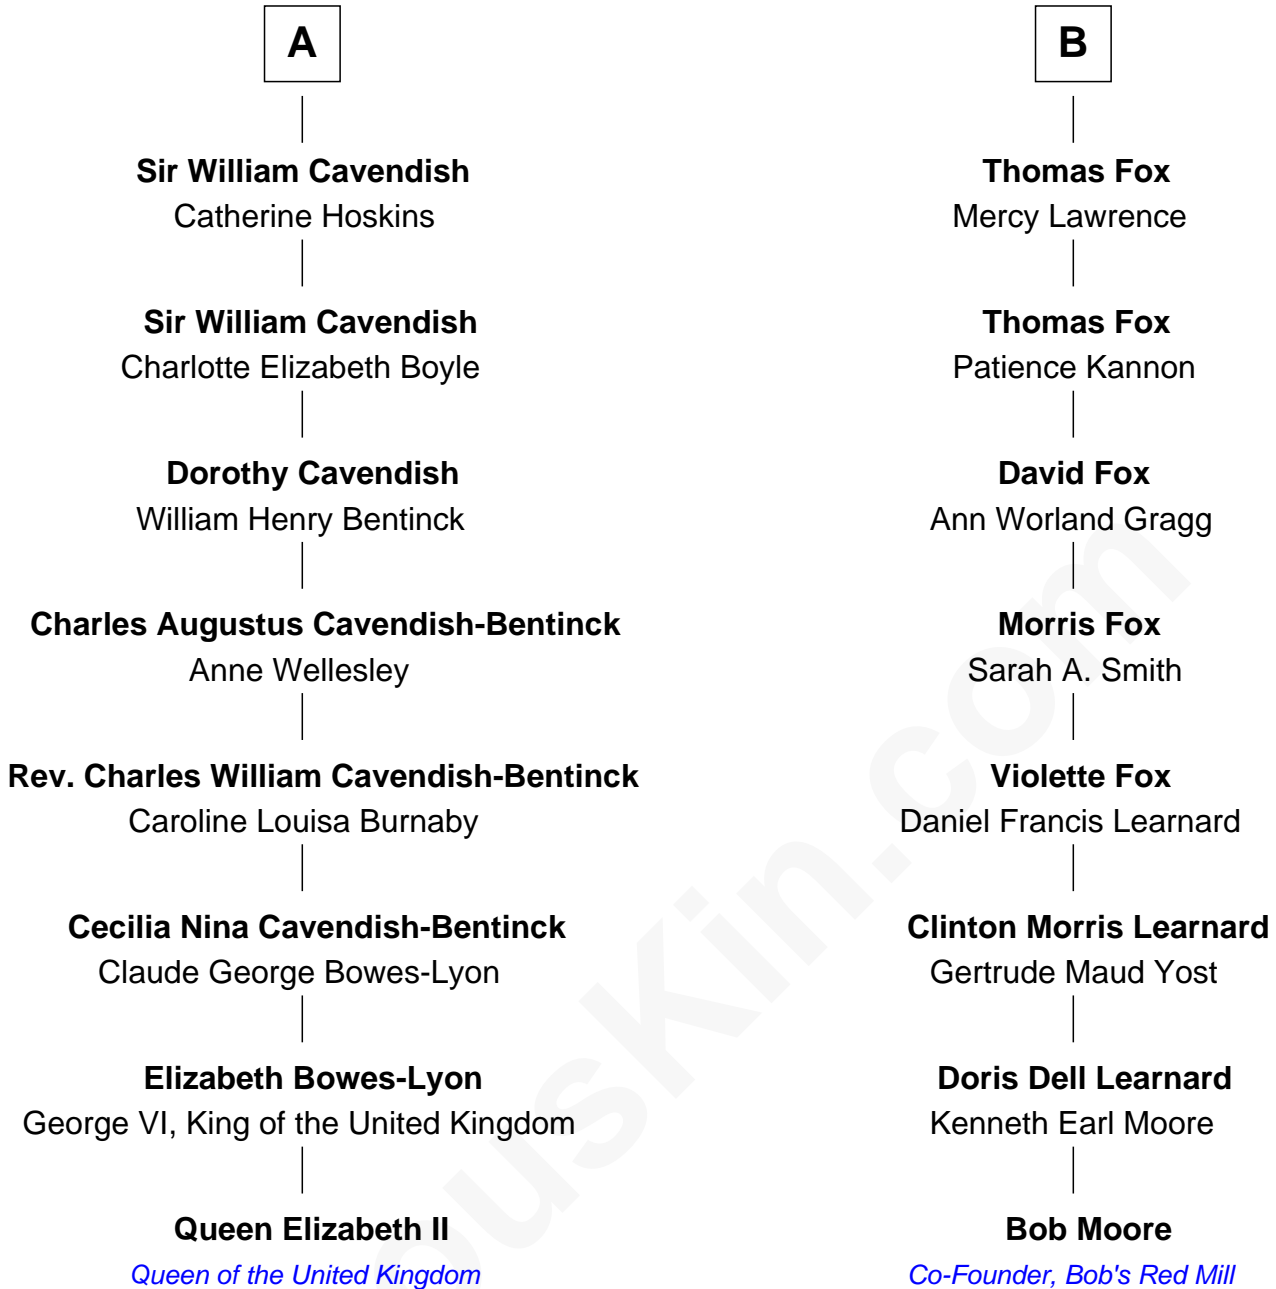 A
Sir William Cavendish
Catherine Hoskins
Sir William Cavendish
Charlotte Elizabeth Boyle
Dorothy Cavendish
William Henry Bentinck
Charles Augustus Cavendish-Bentinck
Anne Wellesley
Rev. Charles William Cavendish-Bentinck
Caroline Louisa Burnaby
Cecilia Nina Cavendish-Bentinck
Claude George Bowes-Lyon
Elizabeth Bowes-Lyon
George VI, King of the United Kingdom
Queen Elizabeth II
Queen of the United Kingdom
B
Thomas Fox
Mercy Lawrence
Thomas Fox
Patience Kannon
David Fox
Ann Worland Gragg
Morris Fox
Sarah A. Smith
Violette Fox
Daniel Francis Learnard
Clinton Morris Learnard
Gertrude Maud Yost
Doris Dell Learnard
Kenneth Earl Moore
Bob Moore
Co-Founder, Bob's Red Mill
ousKin.com